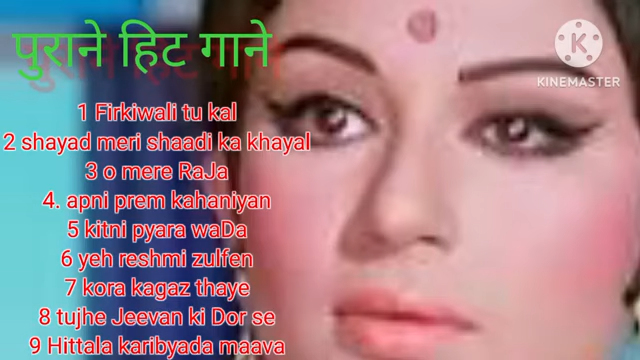 पुराने हिट गाने
KINEMASTER
1 Firkiwali tu kal
2 shayad meri shaadi ka khayal
3 o mere RaJa
4. apni prem kahaniyan
5 kitni pyara waDa
6 yeh reshmi zulfen
7 kora kagaz thaye
8 tujhe Jeevan ki Dor se
9 Hittala karibyada maava